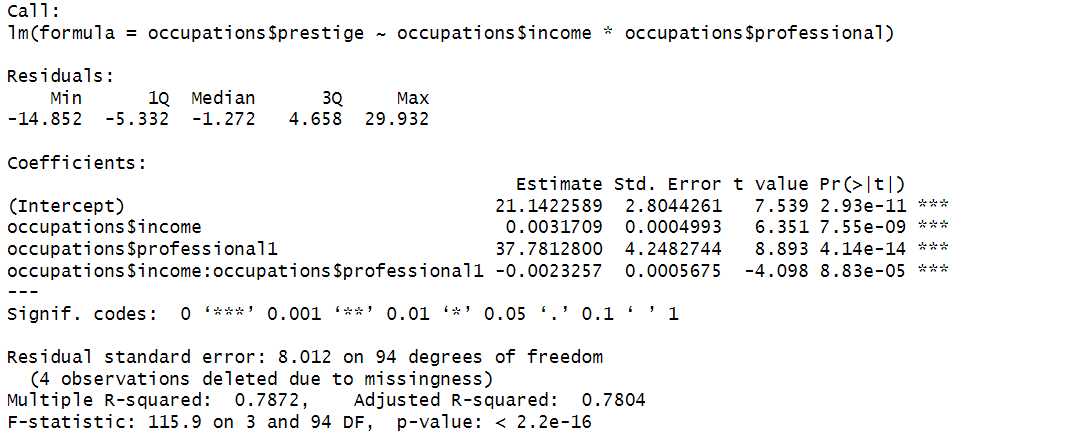 Call:
lm(formula = occupations$prestige ~ occupations$income * occupations$professional)
Residuals:
Min 1Q Median 3Q Max
-14.852 -5.332 -1.272 4.658 29.932
Coefficients:
Estimate Std. Error t value Pr(>|t|)
(Intercept) 21.1422589 2.8044261 7.539 2.93e-11 ***
occupations$income 0.0031709 0.0004993 6.351 7.55e-09 ***
occupations$professional1 37.7812800 4.2482744 8.893 4.14e-14 ***
occupations$income:occupations$professional1 -0.0023257 0.0005675 -4.098 8.83e-05 ***
---
Signif. codes: 0 ‘***’ 0.001 ‘**’ 0.01 ‘*’ 0.05 ‘.’ 0.1 ‘ ’ 1
Residual standard error: 8.012 on 94 degrees of freedom
(4 observations deleted due to missingness)
Multiple R-squared: 0.7872, Adjusted R-squared: 0.7804
F-statistic: 115.9 on 3 and 94 DF, p-value: < 2.2e-16